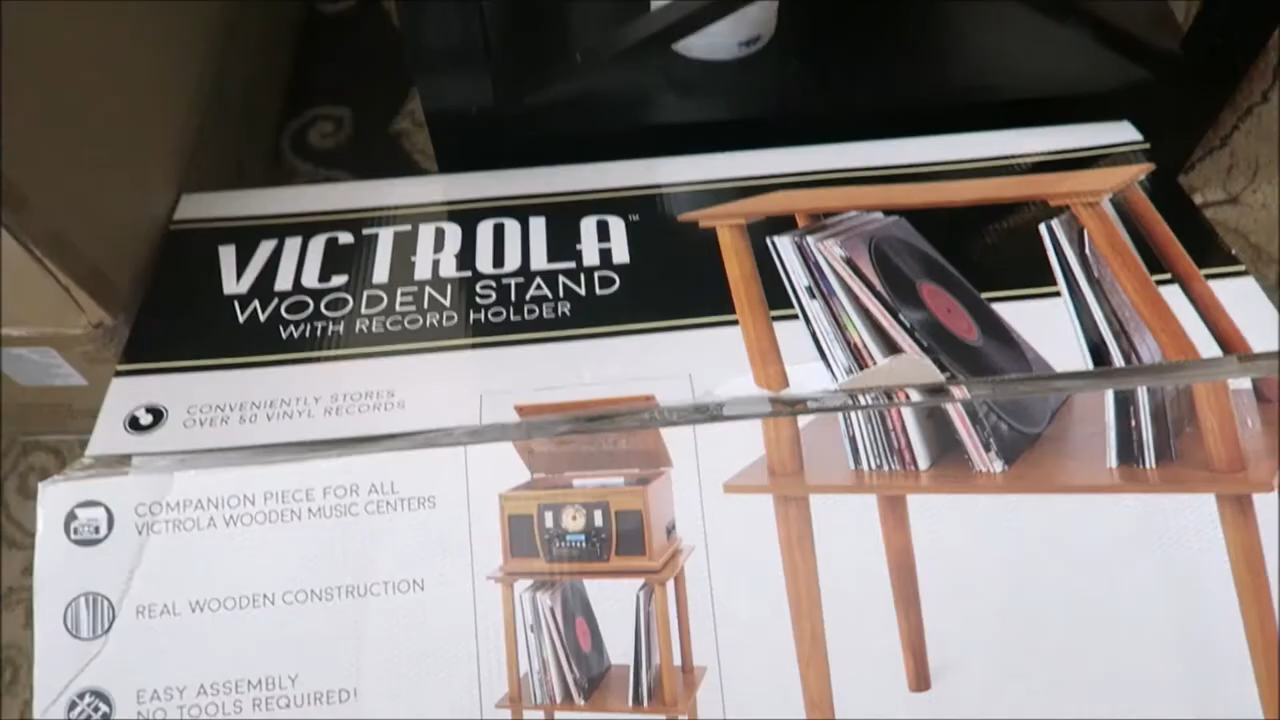 VICTROLA™
WOODEN STAND
WITH RECORD HOLDER
CONVENIENTLY STORES
OVER 50 VINYL RECORDS
COMPANION PIECE FOR ALL
VICTROLA WOODEN MUSIC CENTERS
REAL WOODEN CONSTRUCTION
EASY ASSEMBLY
NO TOOLS REQUIRED!